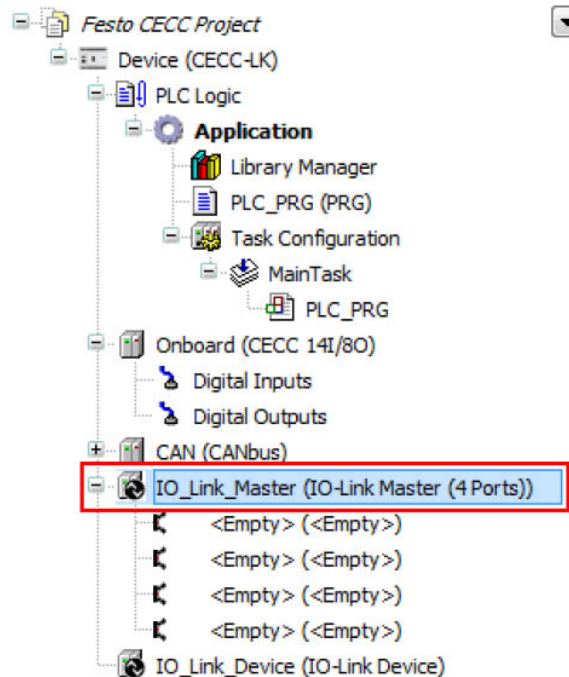 Festo CECC Project
Device (CECC-LK)
PLC Logic
Application
Library Manager
PLC_PRG (PRG)
Task Configuration
MainTask
PLC_PRG
Onboard (CECC 14I/8O)
Digital Inputs
Digital Outputs
CAN (CANbus)
IO_Link_Master (IO-Link Master (4 Ports))
<Empty> (<Empty>)
<Empty> (<Empty>)
<Empty> (<Empty>)
<Empty> (<Empty>)
IO_Link_Device (IO-Link Device)